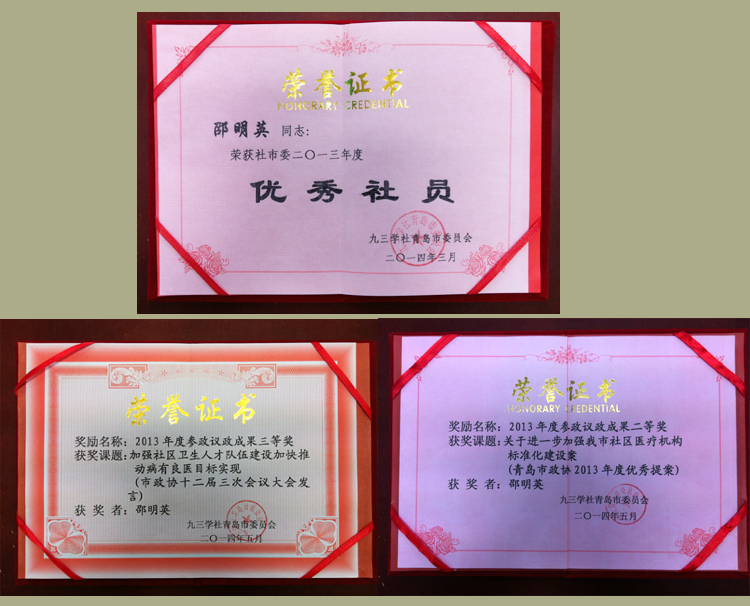 荣誉证书
HONORARY CREDENTIAL
邵明英 同志:
荣获社市委二〇一三年度
优秀社员
九三学社青岛市委员会
二〇一四年三月
荣誉证书
奖励名称: 2013年度参政议政成果三等奖
获奖课题: 加强社区卫生人才队伍建设加快推
动病有良医目标实现
(市政协十二届三次会议大会发
言)
获 奖 者: 邵明英
九三学社青岛市委员会
二〇一四年五月
荣誉证书
HONORARY CREDENTIAL
奖励名称: 2013年度参政议政成果二等奖
获奖课题: 关于进一步加强我市社区医疗机构
标准化建设案
(青岛市政协2013年度优秀提案)
获 奖 者: 邵明英
九三学社青岛市委员会
二〇一四年五月